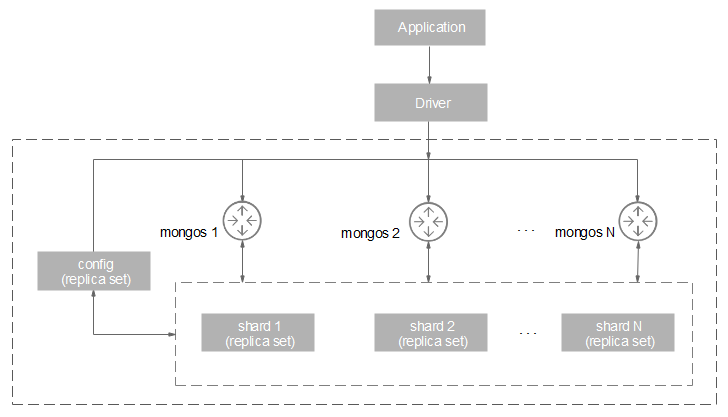 Application
Driver
mongos 1
mongos 2
. . .
mongos N
config
(replica set)
shard 1
(replica set)
shard 2
(replica set)
. . .
shard N
(replica set)